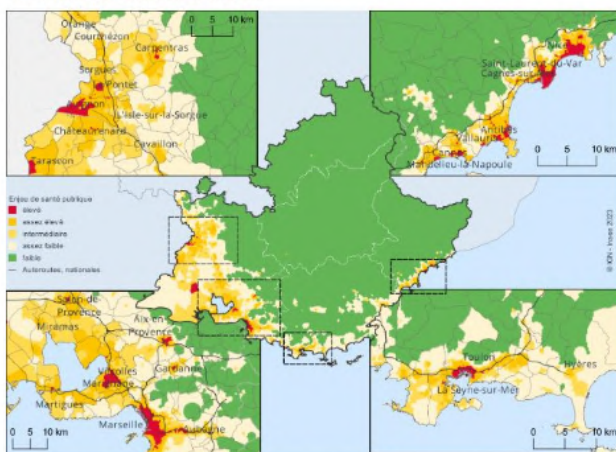 0 5 10 km
Orange
Courthézon
Carpentras
Sorgues
Le Pontet
Avignon
L'Isle-sur-la-Sorgue
Châteaurenard
Cavaillon
Tarascon
Nice
Saint-Laurent-du-Var
Cagnes-sur-Mer
Antibes
Vallauris
Cannes
Mandelieu-la-Napoule
0 5 10 km
Enjeu de santé publique
élevé
assez élevé
intermédiaire
assez faible
faible
Autoroutes, nationales
© IGN - Insee 2023
Salon-de-
Provence
Miramas
Aix-en-
Provence
Gardanne
Vitrolles
Marignane
Martigues
Marseille
Aubagne
0 5 10 km
Toulon
Hyères
La Seyne-sur-Mer
0 5 10 km